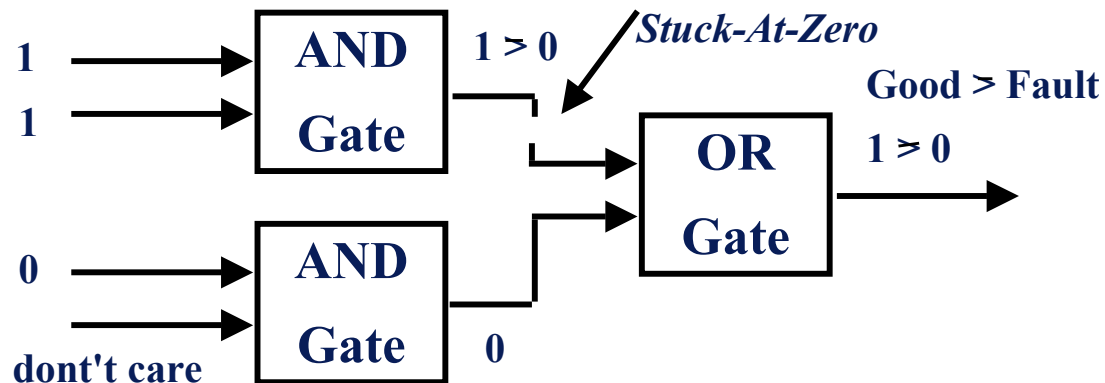 1
1
AND
Gate
1 > 0
Stuck-At-Zero
Good > Fault
1 > 0
OR
Gate
0
dont't care
AND
Gate
0